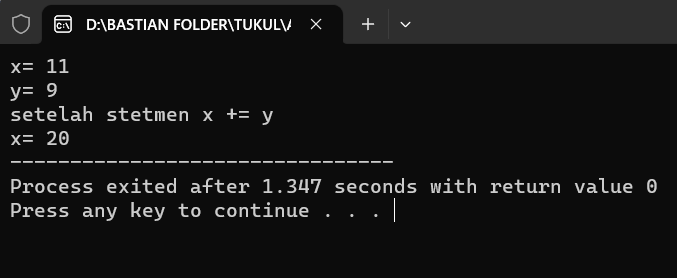 D:\BASTIAN FOLDER\TUKUL\
x= 11
y= 9
setelah stetmen x += y
x= 20
--------------------------------
Process exited after 1.347 seconds with return value 0
Press any key to continue . . .